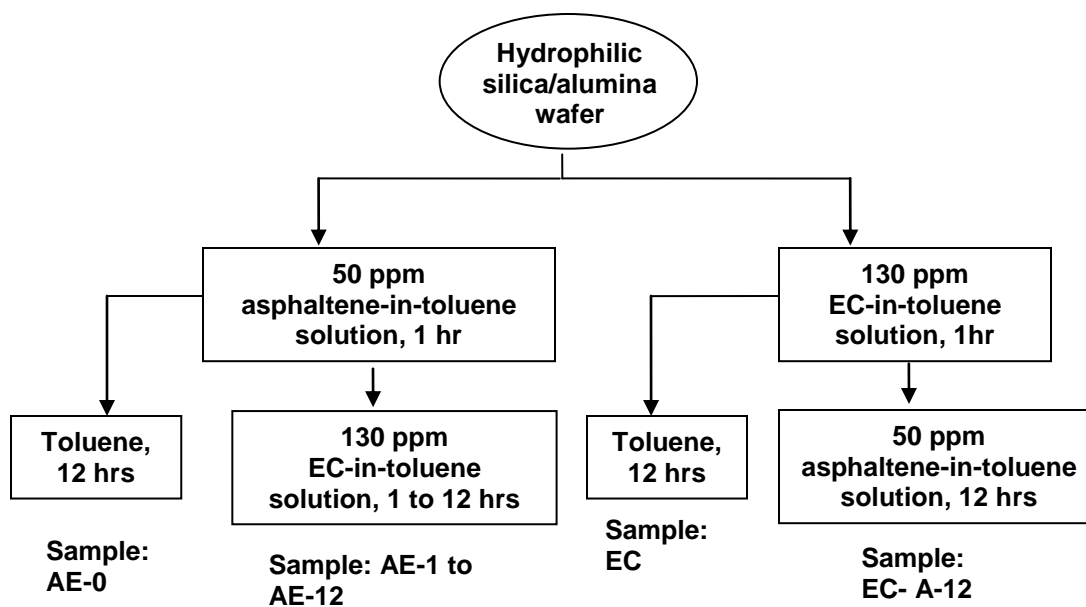 Hydrophilic
silica/alumina
wafer
50 ppm
asphaltene-in-toluene
solution, 1 hr
130 ppm
EC-in-toluene
solution, 1hr
Toluene,
12 hrs
130 ppm
EC-in-toluene
solution, 1 to 12 hrs
Toluene,
12 hrs
50 ppm
asphaltene-in-toluene
solution, 12 hrs
Sample:
AE-0
Sample: AE-1 to
AE-12
Sample:
EC
Sample:
EC- A-12